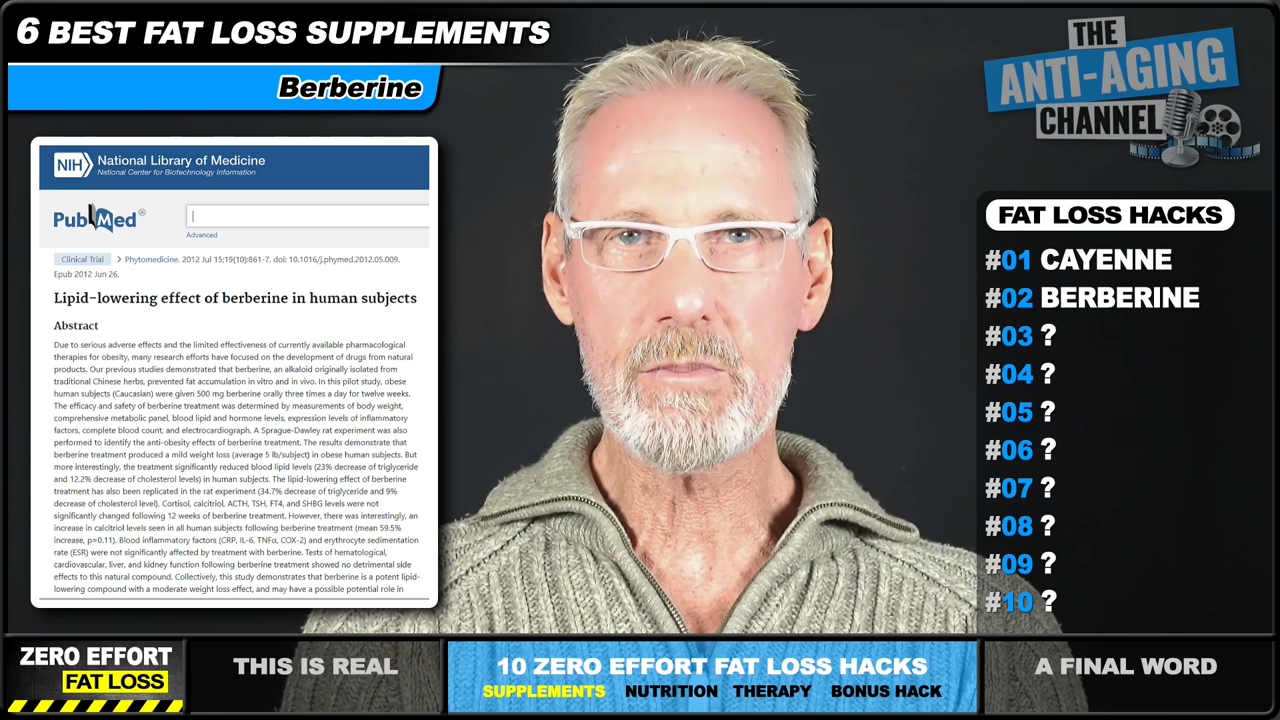 6 BEST FAT LOSS SUPPLEMENTS
Berberine
NIH National Library of Medicine
National Center for Biotechnology Information
PubMed®
Advanced
Clinical Trial > Phytomedicine. 2012 Jul 15;19(10):861-7. doi: 10.1016/j.phymed.2012.05.009.
Epub 2012 Jun 26.
Lipid-lowering effect of berberine in human subjects
Abstract
Due to serious adverse effects and the limited effectiveness of currently available pharmacological
therapies for obesity, many research efforts have focused on the development of drugs from natural
products. Our previous studies demonstrated that berberine, an alkaloid originally isolated from
traditional Chinese herbs, prevented fat accumulation in vitro and in vivo. In this pilot study, obese
human subjects (Caucasian) were given 500 mg berberine orally three times a day for twelve weeks.
The efficacy and safety of berberine treatment was determined by measurements of body weight,
comprehensive metabolic panel, blood lipid and hormone levels, expression levels of inflammatory
factors, complete blood count, and electrocardiograph. A Sprague-Dawley rat experiment was also
performed to identify the anti-obesity effects of berberine treatment. The results demonstrate that
berberine treatment produced a mild weight loss (average 5 lb/subject) in obese human subjects. But
more interestingly, the treatment significantly reduced blood lipid levels (23% decrease of triglyceride
and 12.2% decrease of cholesterol levels) in human subjects. The lipid-lowering effect of berberine
treatment has also been replicated in the rat experiment (34.7% decrease of triglyceride and 9%
decrease of cholesterol level). Cortisol, calcitriol, ACTH, TSH, FT4, and SHBG levels were not
significantly changed following 12 weeks of berberine treatment. However, there was interestingly, an
increase in calcitriol levels seen in all human subjects following berberine treatment (mean 59.5%
increase, p=0.11). Blood inflammatory factors (CRP, IL-6, TNFα, COX-2) and erythrocyte sedimentation
rate (ESR) were not significantly affected by treatment with berberine. Tests of hematological,
cardiovascular, liver, and kidney function following berberine treatment showed no detrimental side
effects to this natural compound. Collectively, this study demonstrates that berberine is a potent lipid-
lowering compound with a moderate weight loss effect, and may have a possible potential role in
THE
ANTI-AGING
CHANNEL
FAT LOSS HACKS
#01 CAYENNE
#02 BERBERINE
#03 ?
#04 ?
#05 ?
#06 ?
#07 ?
#08 ?
#09 ?
#10 ?
ZERO EFFORT
FAT LOSS
THIS IS REAL
10 ZERO EFFORT FAT LOSS HACKS
SUPPLEMENTS NUTRITION THERAPY BONUS HACK
A FINAL WORD